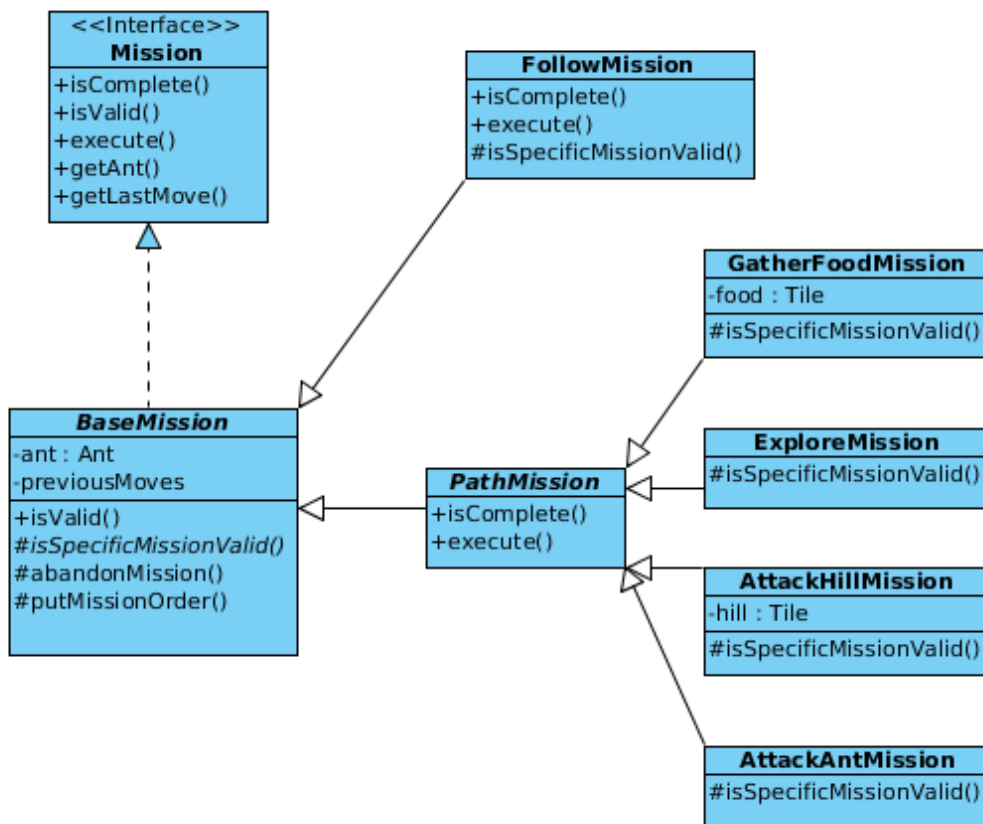 <<Interface>>
Mission
+isComplete()
+isValid()
+execute()
+getAnt()
+getLastMove()
FollowMission
+isComplete()
+execute()
#isSpecificMissionValid()
GatherFoodMission
-food : Tile
#isSpecificMissionValid()
BaseMission
-ant : Ant
-previousMoves
+isValid()
#isSpecificMissionValid()
#abandonMission()
#putMissionOrder()
PathMission
+isComplete()
+execute()
ExploreMission
#isSpecificMissionValid()
AttackHillMission
-hill : Tile
#isSpecificMissionValid()
AttackAntMission
#isSpecificMissionValid()